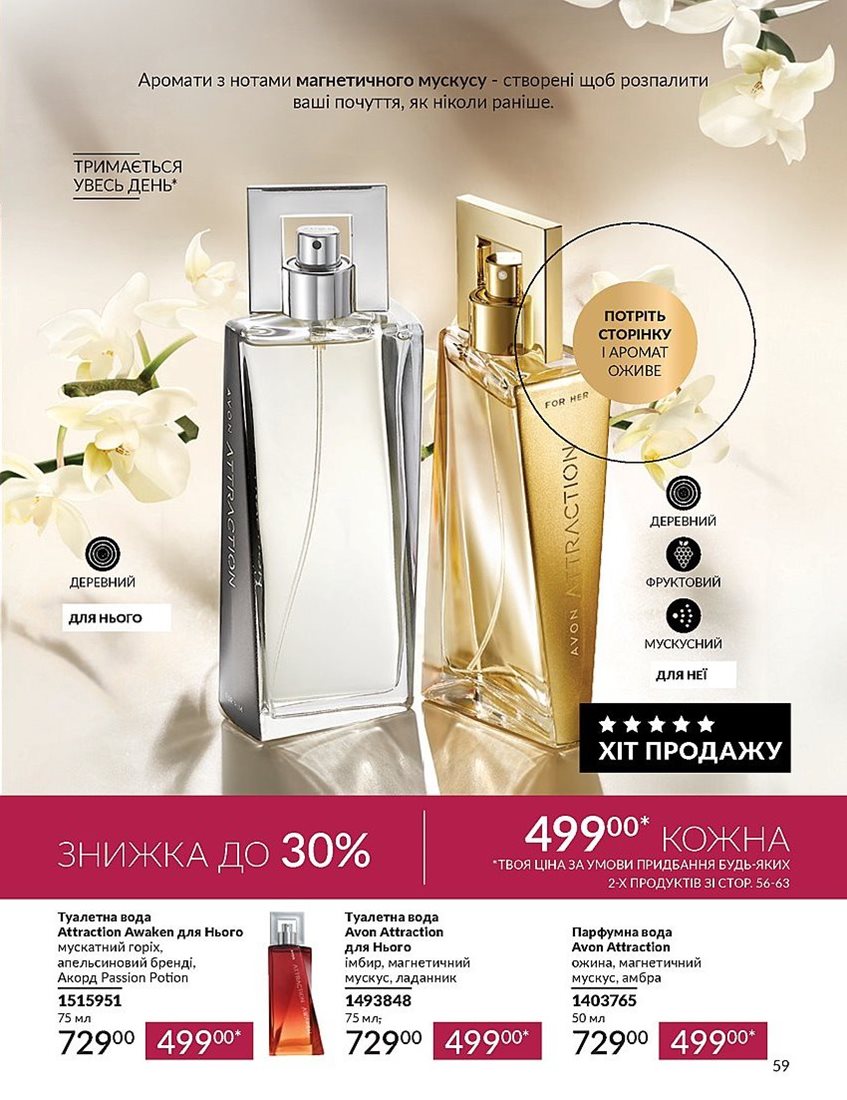 Аромати з нотами магнетичного мускусу - створені щоб розпалити
ваші почуття, як ніколи раніше.
ТРИМАЄТЬСЯ
УВЕСЬ ДЕНЬ*
ПОТРІТЬ
СТОРІНКУ
І АРОМАТ
ОЖИВЕ
FOR HER
AVON ATTRACTION
AVON ATTRACTION
ДЕРЕВНИЙ
ДЛЯ НЬОГО
ДЕРЕВНИЙ
ФРУКТОВИЙ
МУСКУСНИЙ
ДЛЯ НЕЇ
ХІТ ПРОДАЖУ
ЗНИЖКА ДО 30%
49900* КОЖНА
*ТВОЯ ЦІНА ЗА УМОВИ ПРИДБАННЯ БУДЬ-ЯКИХ
2-Х ПРОДУКТІВ ЗІ СТОР. 56-63
Туалетна вода
Attraction Awaken для Нього
мускатний горіх,
апельсиновий бренді,
Акорд Passion Potion
1515951
75 мл
72900 49900*
ATTRACTION
Туалетна вода
Avon Attraction
для Нього
імбир, магнетичний
мускус, ладанник
1493848
75 мл;
72900 49900*
Парфумна вода
Avon Attraction
ожина, магнетичний
мускус, амбра
1403765
50 мл
72900 49900*
59